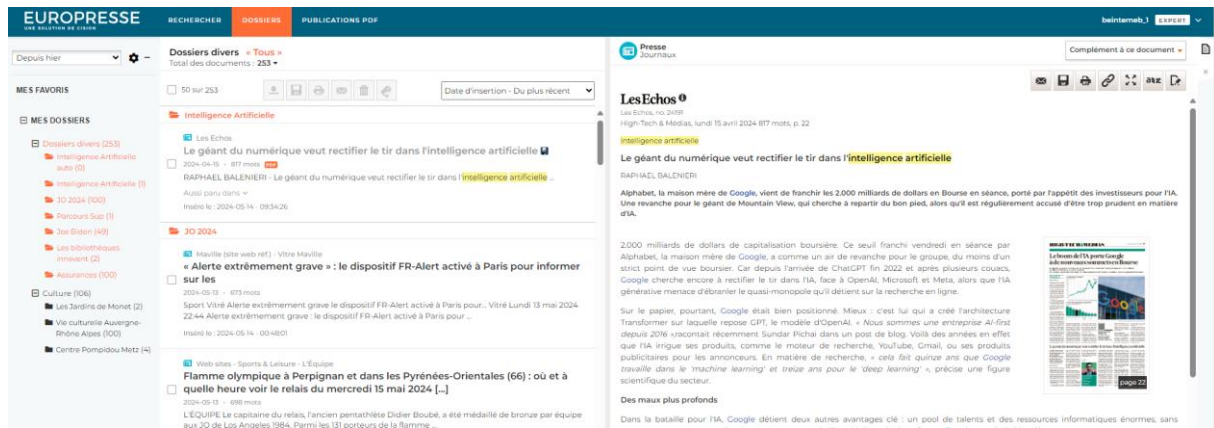 EUROPRESSE
UNE SOLUTION DE CISION
RECHERCHER
DOSSIERS
PUBLICATIONS PDF
beinterneb_1
EXPERT
Depuis hier
MES FAVORIS
MES DOSSIERS
Dossiers divers (253)
Intelligence Artificielle
auto (0)
Intelligence Artificielle (1)
JO 2024 (100)
Parcours Sup (1)
Joe Biden (49)
Les bibliothèques
innovent (2)
Assurances (100)
Culture (106)
Les Jardins de Monet (2)
Vie culturelle Auvergne-
Rhône Alpes (100)
Centre Pompidou Metz (4)
Dossiers divers « Tous »
Total des documents : 253
50 sur 253
Date d'insertion - Du plus récent
Intelligence Artificielle
Les Echos
Le géant du numérique veut rectifier le tir dans l'intelligence artificielle
2024-04-15 - 817 mots PDF
RAPHAEL BALENIERI - Le géant du numérique veut rectifier le tir dans l'intelligence artificielle ...
Aussi paru dans
Inséré le : 2024-05-14 - 09:34:26
JO 2024
Maville (site web réf.) - Vitre Maville
« Alerte extrêmement grave » : le dispositif FR-Alert activé à Paris pour informer
sur les
2024-05-13 - 673 mots
Sport Vitré Alerte extrêmement grave le dispositif FR-Alert activé à Paris pour... Vitré Lundi 13 mai 2024
22:44 Alerte extrêmement grave : le dispositif FR-Alert activé à Paris pour ...
Inséré le : 2024-05-14 - 00:48:01
Web sites - Sports & Leisure - L'Équipe
Flamme olympique à Perpignan et dans les Pyrénées-Orientales (66) : où et à
quelle heure voir le relais du mercredi 15 mai 2024 [...]
2024-05-13 - 698 mots
L'ÉQUIPE Le capitaine du relais, l'ancien pentathlète Didier Boubé, a été médaillé de bronze par équipe
aux JO de Los Angeles 1984. Parmi les 131 porteurs de la flamme ...
Presse
Journaux
Complément à ce document
Les Echos
Les Echos, no. 24191
High-Tech & Médias, lundi 15 avril 2024 817 mots, p. 22
Intelligence artificielle
Le géant du numérique veut rectifier le tir dans l'intelligence artificielle
RAPHAEL BALENIERI
Alphabet, la maison mère de Google, vient de franchir les 2.000 milliards de dollars en Bourse en séance, porté par l'appétit des investisseurs pour l'IA.
Une revanche pour le géant de Mountain View, qui cherche à repartir du bon pied, alors qu'il est régulièrement accusé d'être trop prudent en matière
d'IA.
2.000 milliards de dollars de capitalisation boursière. Ce seuil franchi vendredi en séance par
Alphabet, la maison mère de Google, a comme un air de revanche pour le groupe, du moins d'un
strict point de vue boursier. Car depuis l'arrivée de ChatGPT fin 2022 et après plusieurs couacs,
Google cherche encore à rectifier le tir dans l'IA, face à OpenAI, Microsoft et Meta, alors que l'IA
générative menace d'ébranler le quasi-monopole qu'il détient sur la recherche en ligne.
Sur le papier, pourtant, Google était bien positionné. Mieux : c'est lui qui a créé l'architecture
Transformer sur laquelle repose GPT, le modèle d'OpenAI. « Nous sommes une entreprise AI-first
depuis 2016 »,racontait récemment Sundar Pichai dans un post de blog. Voilà des années en effet
que l'IA irrigue ses produits, comme le moteur de recherche, YouTube, Gmail, ou ses produits
publicitaires pour les annonceurs. En matière de recherche, « cela fait quinze ans que Google
travaille dans le 'machine learning' et treize ans pour le 'deep learning' », précise une figure
scientifique du secteur.
Le boom de l'IA porte Google
à de nouveaux sommets en Bourse
Google
page 22
Des maux plus profonds
Dans la bataille pour l'IA, Google détient deux autres avantages clé : un pool de talents et des ressources informatiques énormes, sans